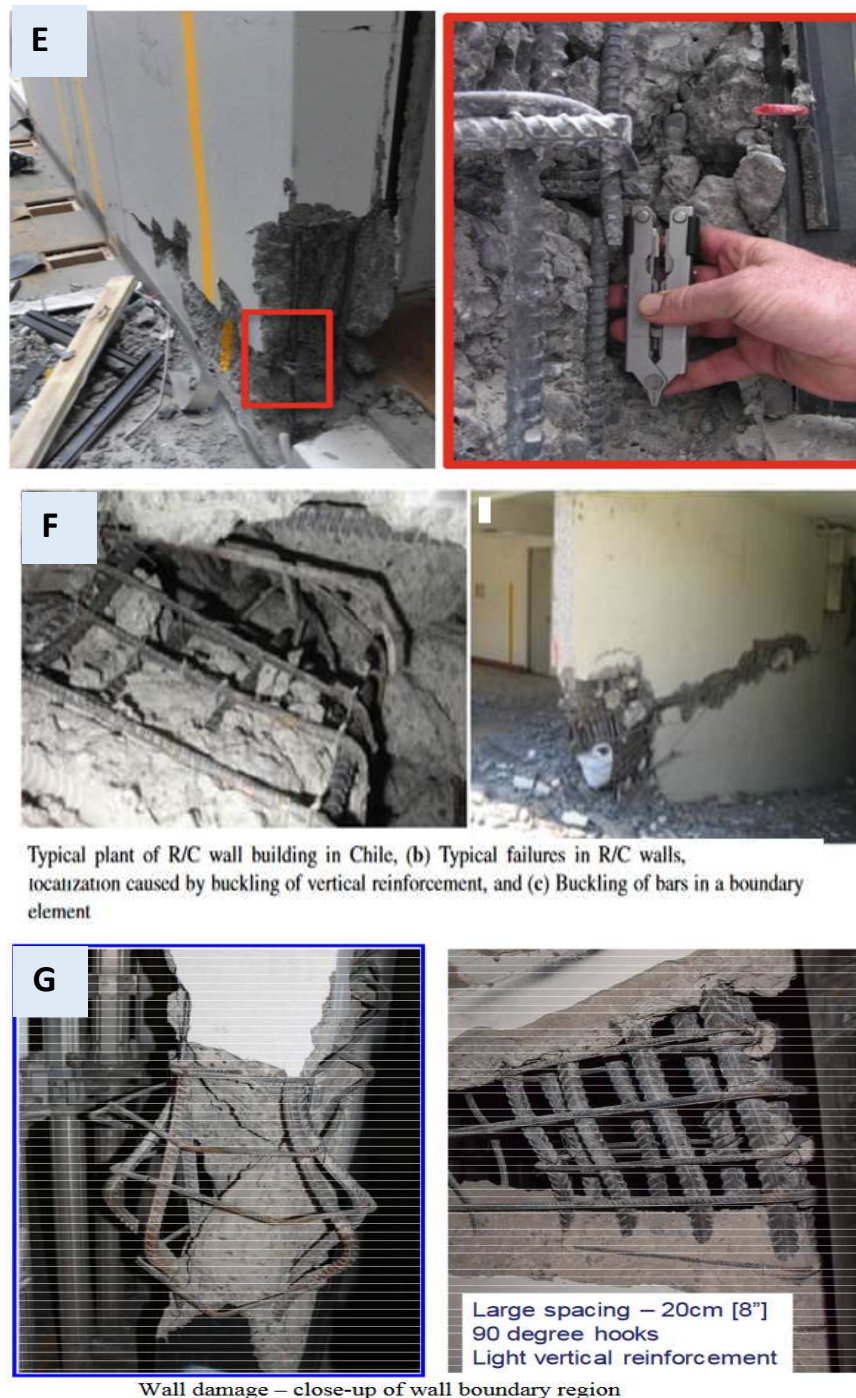 E
F
Typical plant of R/C wall building in Chile, (b) Typical failures in R/C walls,
localization caused by buckling of vertical reinforcement, and (c) Buckling of bars in a boundary
element
G
Large spacing – 20cm [8”]
90 degree hooks
Light vertical reinforcement
Wall damage – close-up of wall boundary region